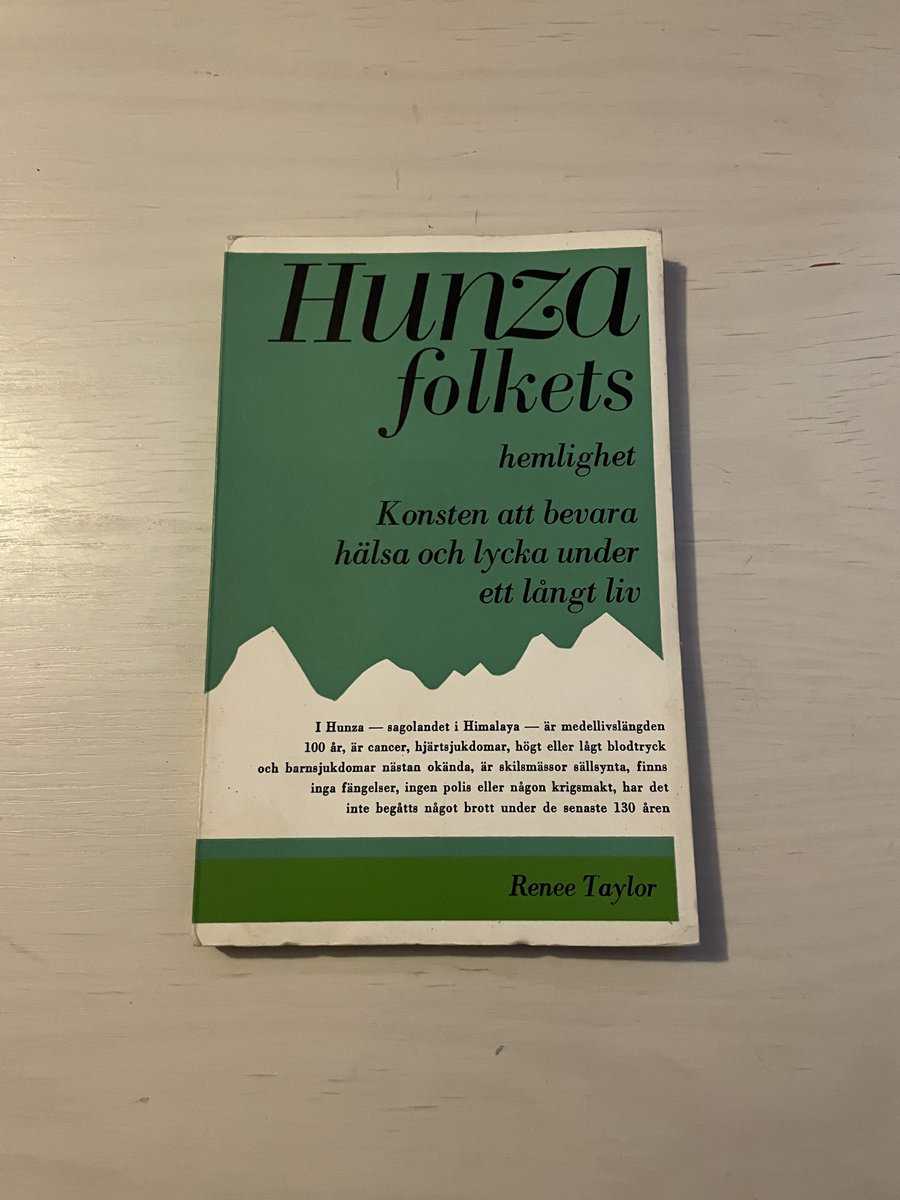 Hunza
folkets
hemlighet
Konsten att bevara
hälsa och lycka under
ett långt liv
I Hunza — sagolandet i Himalaya — är medellivslängden
100 år, är cancer, hjärtsjukdomar, högt eller lågt blodtryck
och barnsjukdomar nästan okända, är skilsmässor sällsynta, finns
inga fängelser, ingen polis eller någon krigsmakt, har det
inte begåtts något brott under de senaste 130 åren
Renee Taylor